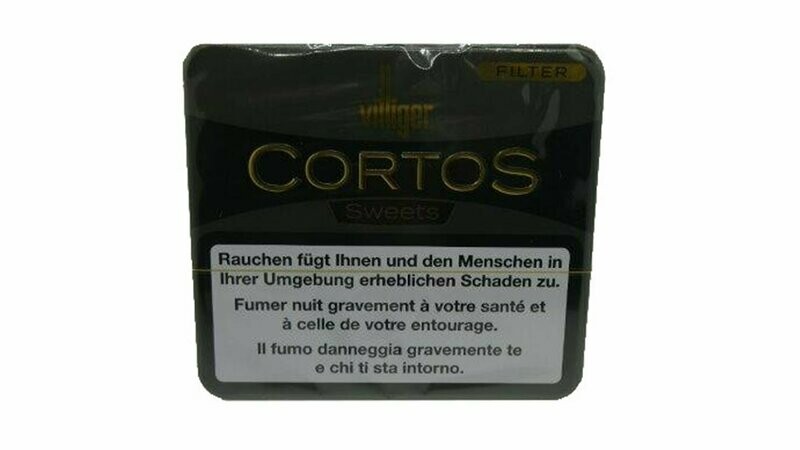 FILTER
villiger
CORTOS
Sweets
Rauchen fügt Ihnen und den Menschen in
Ihrer Umgebung erheblichen Schaden zu.
Fumer nuit gravement à votre santé et
à celle de votre entourage.
Il fumo danneggia gravemente te
e chi ti sta intorno.